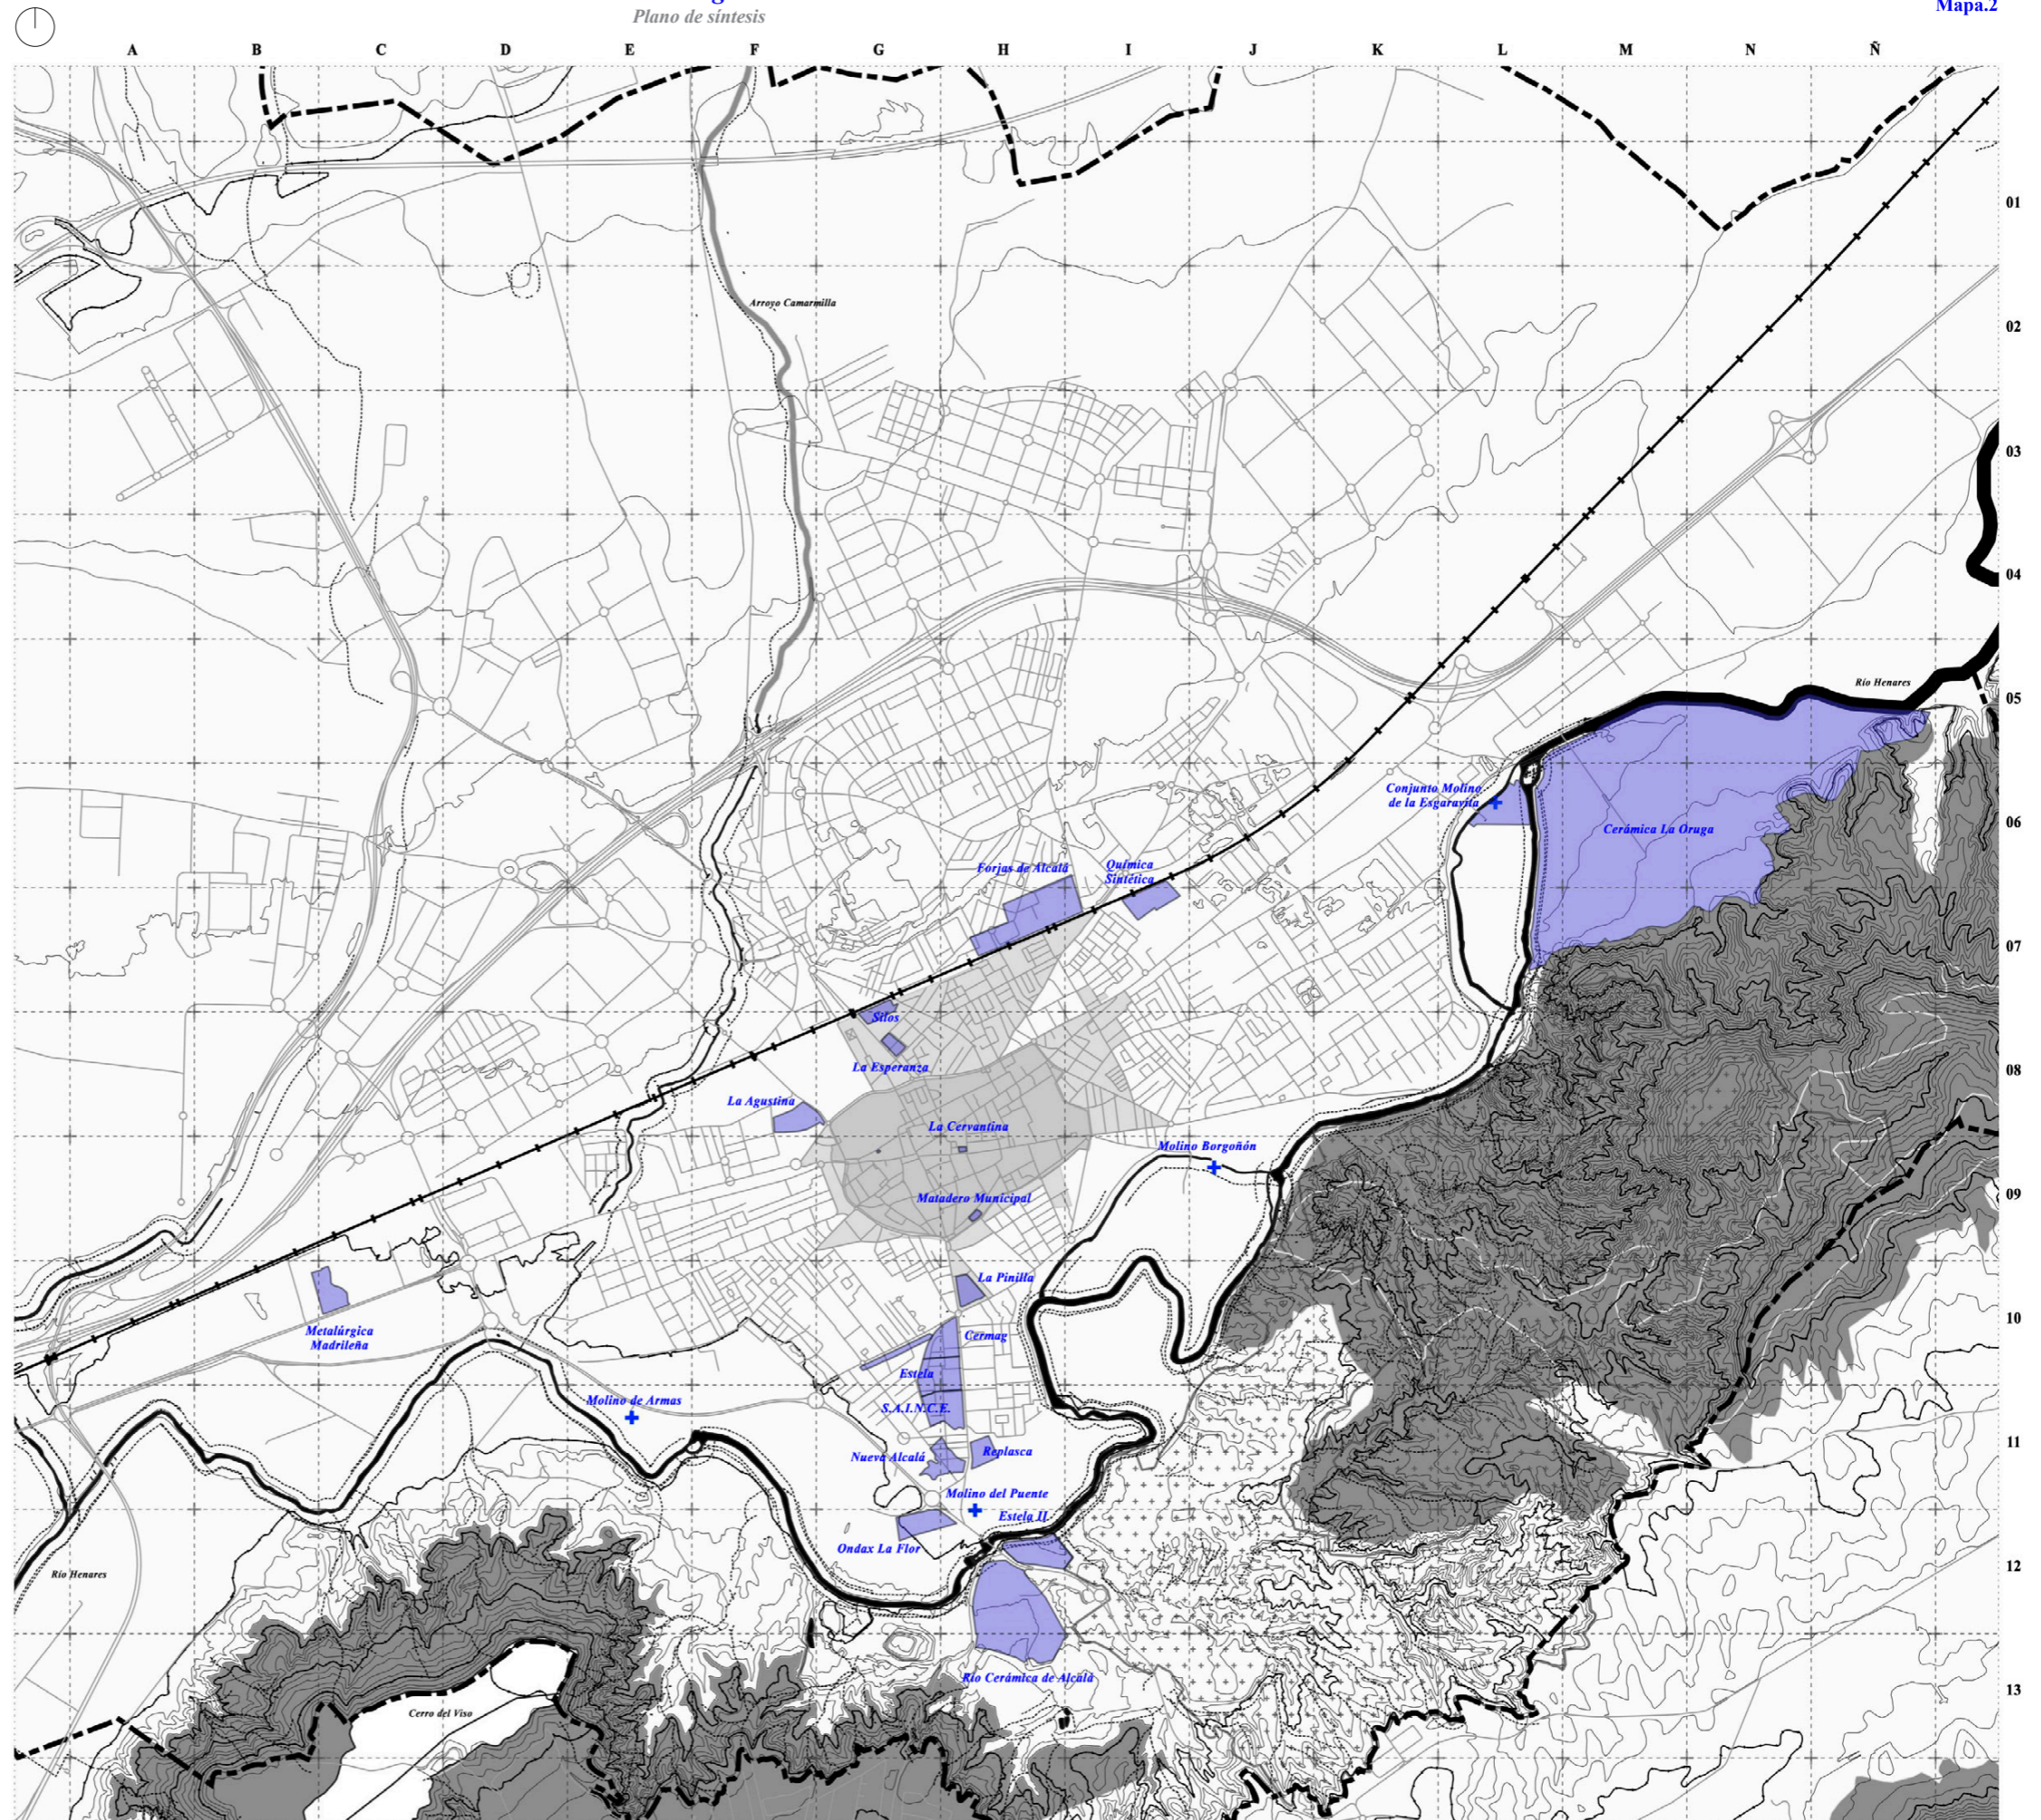 Plano de síntesis
Mapa.2
A B C D E F G H I J K L M N Ñ
01
Arroyo Camarmilla
02
03
04
Río Henares
05
Conjunto Molino
de la Esgaravita
06
Cerámica La Oruga
Forjas de Alcalá
Química
Sintética
07
Silos
La Esperanza
08
La Agustina
La Cervantina
Molino Borgoñón
09
Matadero Municipal
La Pinilla
10
Metalúrgica
Madrileña
Cermag
Estela
Molino de Armas
S.A.I.N.C.E.
11
Nueva Alcalá
Replasca
Molino del Puente
Estela II
Ondax La Flor
12
Río Henares
Río Cerámica de Alcalá
13
Cerro del Viso